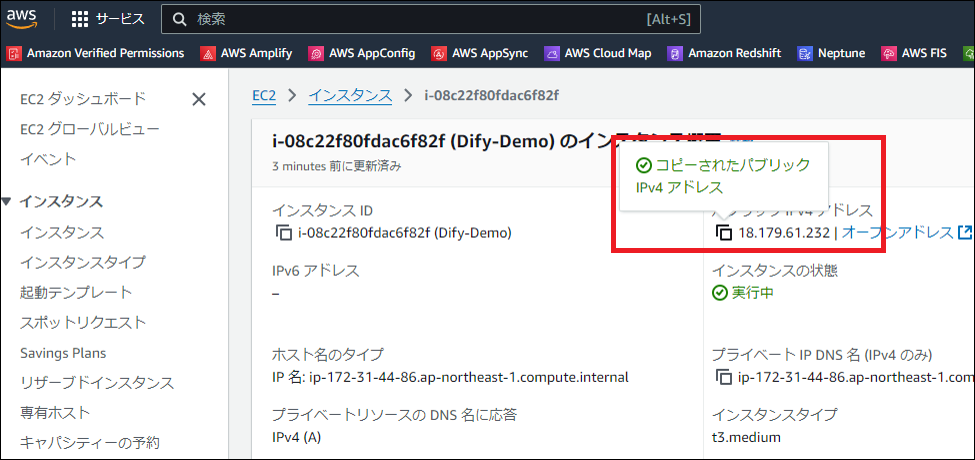 aws サービス 検索 [Alt+S]
Amazon Verified Permissions AWS Amplify AWS AppConfig AWS AppSync AWS Cloud Map Amazon Redshift Neptune AWS FIS
EC2 ダッシュボード
EC2 グローバルビュー
イベント
インスタンス
インスタンス
インスタンスタイプ
起動テンプレート
スポットリクエスト
Savings Plans
リザーブドインスタンス
専有ホスト
キャパシティーの予約
EC2 > インスタンス > i-08c22f80fdac6f82f
i-08c22f80fdac6f82f (Dify-Demo) のインスタンス概要
3 minutes 前に更新済み
コピーされたパブリック
IPv4 アドレス
インスタンス ID
i-08c22f80fdac6f82f (Dify-Demo)
パブリック IPv4 アドレス
18.179.61.232 | オープンアドレス
IPv6 アドレス
–
インスタンスの状態
実行中
ホスト名のタイプ
IP 名: ip-172-31-44-86.ap-northeast-1.compute.internal
プライベート IP DNS 名 (IPv4 のみ)
ip-172-31-44-86.ap-northeast-1.com
プライベートリソースの DNS 名に応答
IPv4 (A)
インスタンスタイプ
t3.medium